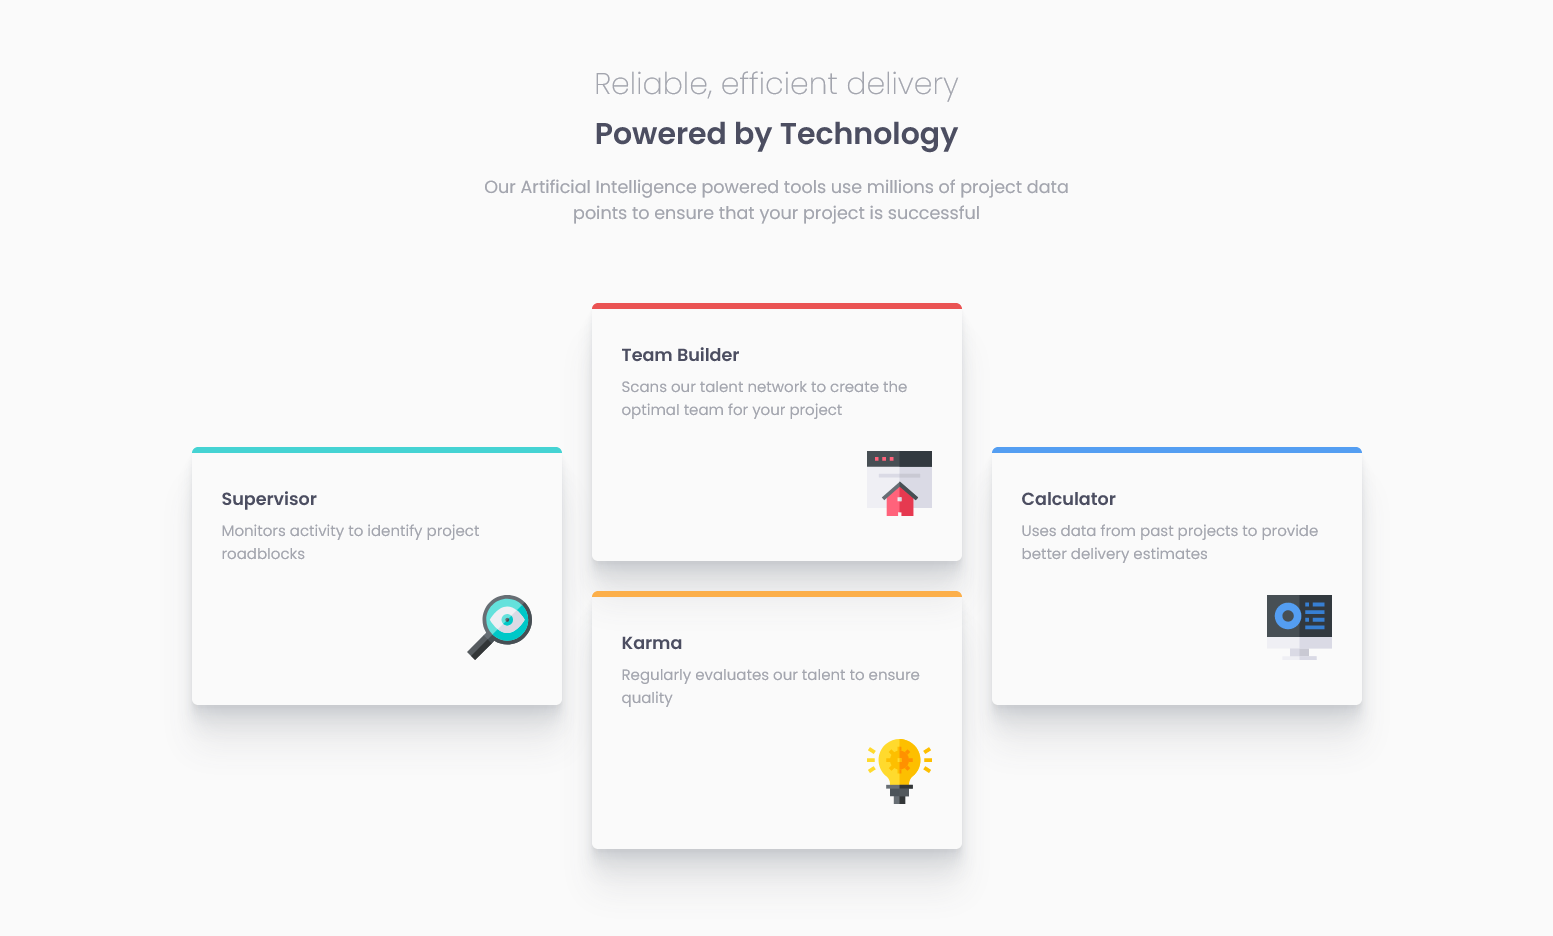 Reliable, efficient delivery
Powered by Technology
Our Artificial Intelligence powered tools use millions of project data
points to ensure that your project is successful
Team Builder
Scans our talent network to create the
optimal team for your project
Supervisor
Monitors activity to identify project
roadblocks
Calculator
Uses data from past projects to provide
better delivery estimates
Karma
Regularly evaluates our talent to ensure
quality